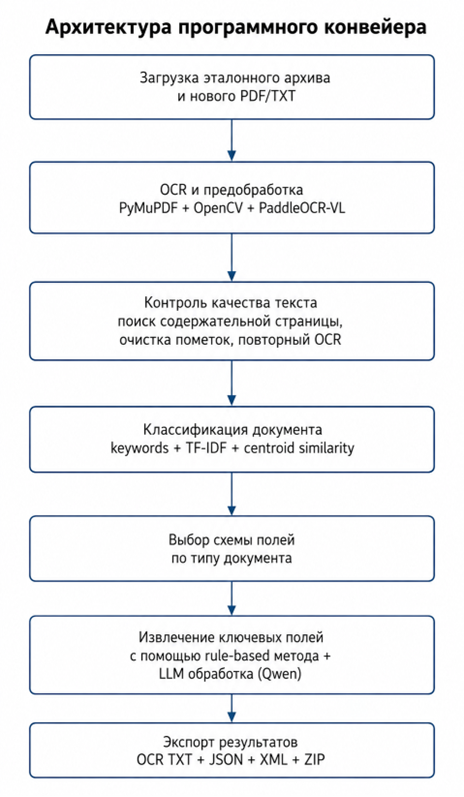 Архитектура программного конвейера
Загрузка эталонного архива
и нового PDF/TXT
OCR и предобработка
PyMuPDF + OpenCV + PaddleOCR-VL
Контроль качества текста
поиск содержательной страницы,
очистка пометок, повторный OCR
Классификация документа
keywords + TF-IDF + centroid similarity
Выбор схемы полей
по типу документа
Извлечение ключевых полей
с помощью rule-based метода +
LLM обработка (Qwen)
Экспорт результатов
OCR TXT + JSON + XML + ZIP